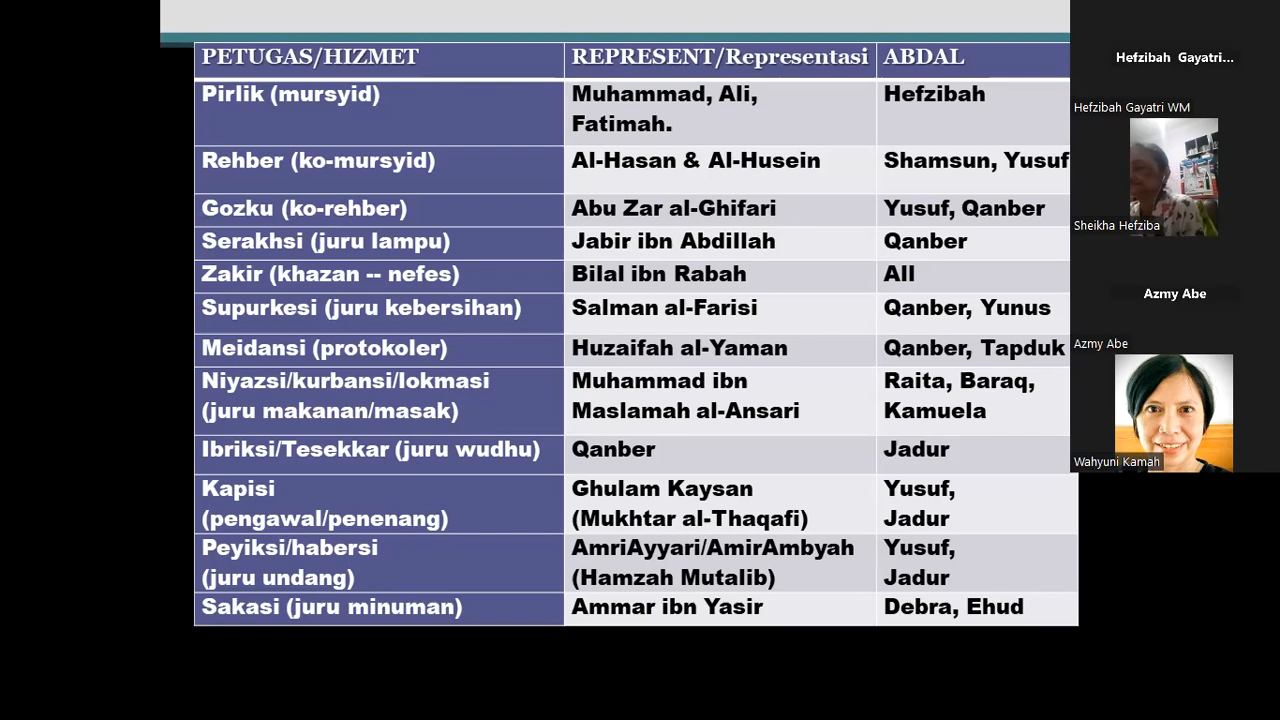 PETUGAS/HIZMET REPRESENT/Representasi ABDAL
Pirlik (mursyid) Muhammad, Ali, Hefzibah
Fatimah.
Rehber (ko-mursyid) Al-Hasan & Al-Husein Shamsun, Yusuf
Gozku (ko-rehber) Abu Zar al-Ghifari Yusuf, Qanber
Serakhsi (juru lampu) Jabir ibn Abdillah Qanber
Zakir (khazan -- nefes) Bilal ibn Rabah All
Supurkesi (juru kebersihan) Salman al-Farisi Qanber, Yunus
Meidansi (protokoler) Huzaifah al-Yaman Qanber, Tapduk
Niyazsi/kurbansi/lokmasi Muhammad ibn Raita, Baraq,
(juru makanan/masak) Maslamah al-Ansari Kamuela
Ibriksi/Tesekkar (juru wudhu) Qanber Jadur
Kapisi Ghulam Kaysan Yusuf,
(pengawal/penenang) (Mukhtar al-Thaqafi) Jadur
Peyiksi/habersi AmriAyyari/AmirAmbyah Yusuf,
(juru undang) (Hamzah Mutalib) Jadur
Sakasi (juru minuman) Ammar ibn Yasir Debra, Ehud
Hefzibah Gayatri...
Hefzibah Gayatri WM
Sheikha Hefziba
Azmy Abe
Azmy Abe
Wahyuni Kamah